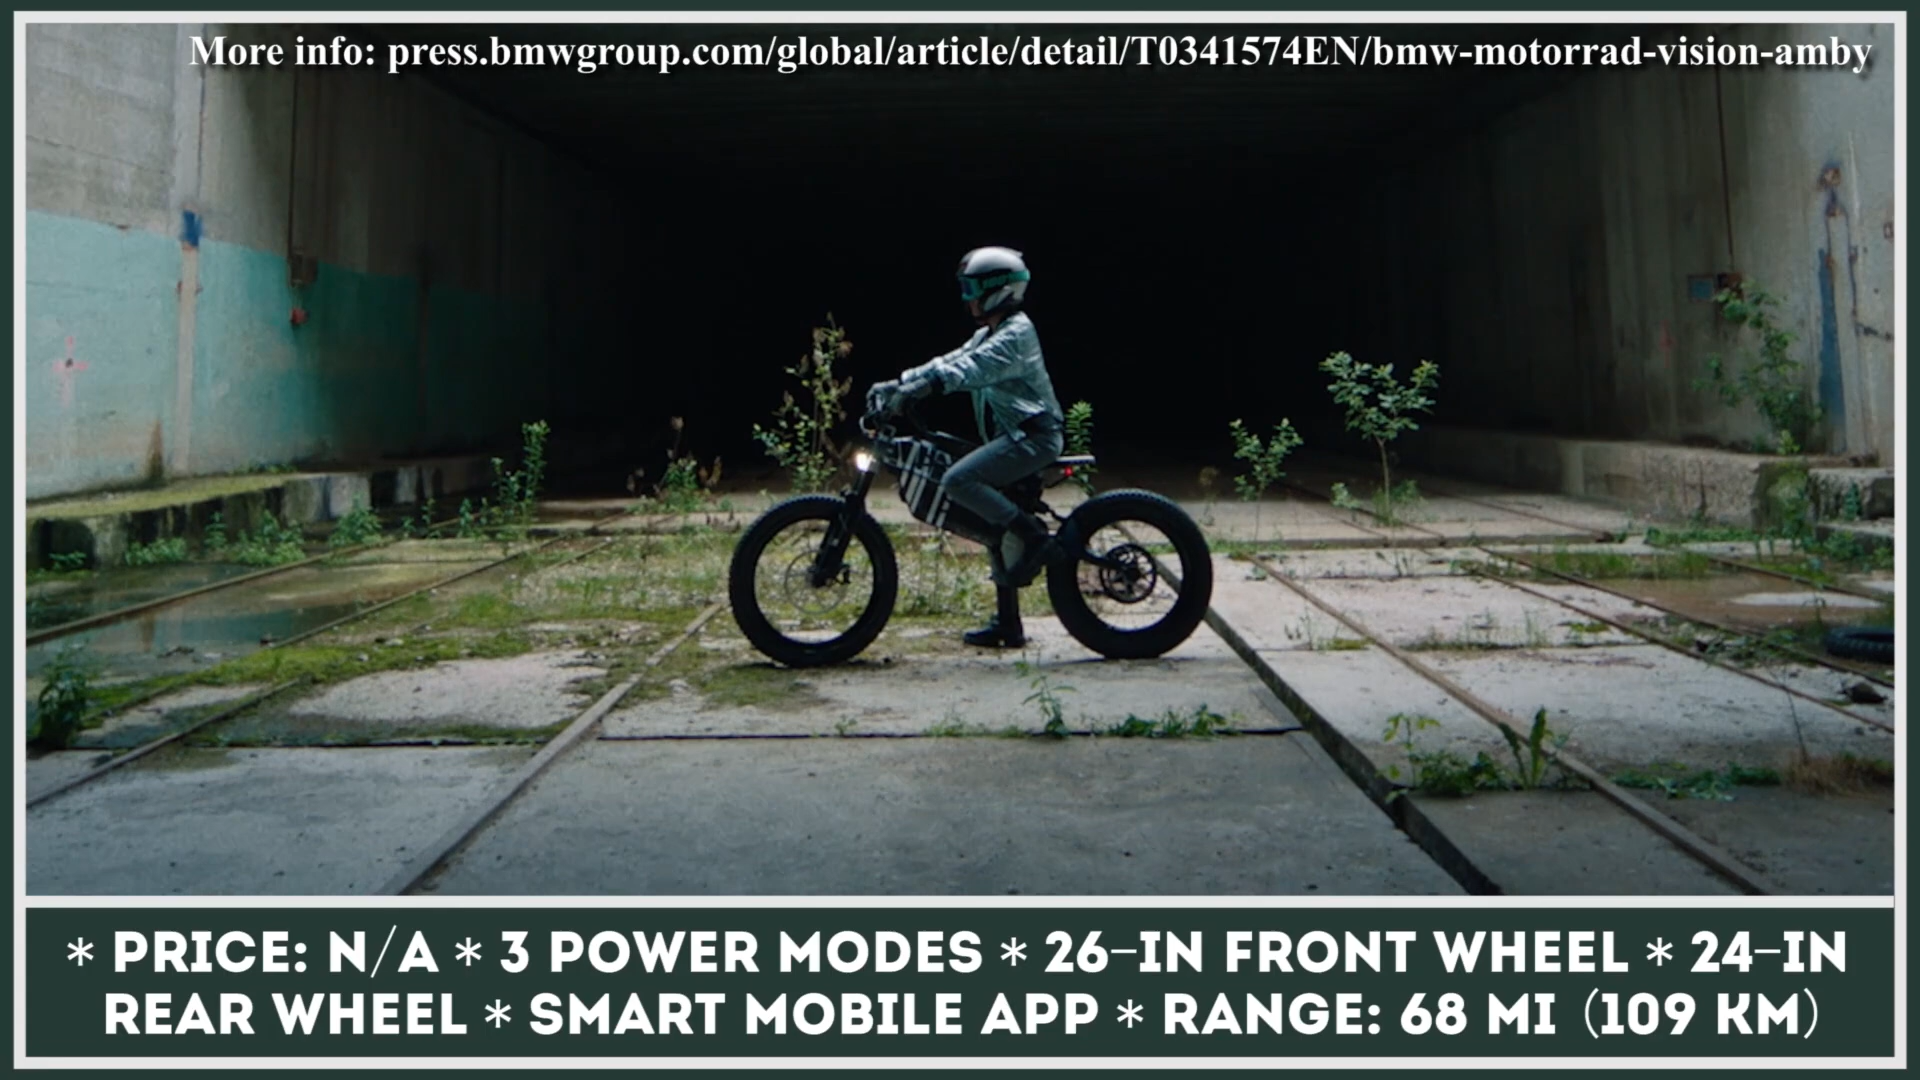 More info: press.bmwgroup.com/global/article/detail/T0341574EN/bmw-motorrad-vision-amby
* PRICE: N/A * 3 POWER MODES * 26-IN FRONT WHEEL * 24-IN
REAR WHEEL * SMART MOBILE APP * RANGE: 68 MI (109 KM)